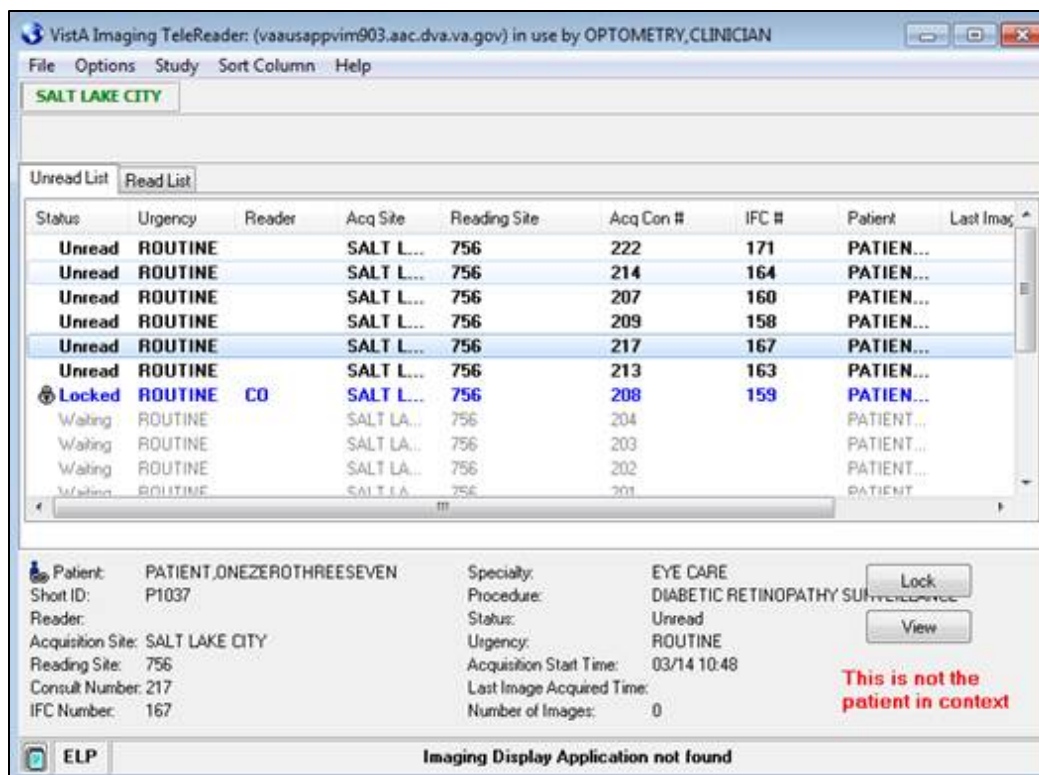 VistA Imaging TeleReader: (vaausappvim903.aac.dva.va.gov) in use by OPTOMETRY,CLINICIAN
File Options Study Sort Column Help
SALT LAKE CITY
Unread List Read List
Status Urgency Reader Acq Site Reading Site Acq Con # IFC # Patient Last Imag
Unread ROUTINE SALT L... 756 222 171 PATIEN...
Unread ROUTINE SALT L... 756 214 164 PATIEN...
Unread ROUTINE SALT L... 756 207 160 PATIEN...
Unread ROUTINE SALT L... 756 209 158 PATIEN...
Unread ROUTINE SALT L... 756 217 167 PATIEN...
Unread ROUTINE SALT L... 756 213 163 PATIEN...
Locked ROUTINE CO SALT L... 756 208 159 PATIEN...
Waiting ROUTINE SALT LA... 756 204 PATIENT...
Waiting ROUTINE SALT LA... 756 203 PATIENT...
Waiting ROUTINE SALT LA... 756 202 PATIENT...
Waiting ROUTINE SALT LA 756 201 PATIENT
Patient: PATIENT,ONEZEROTHREESEVEN Specialty: EYE CARE Lock
Short ID: P1037 Procedure: DIABETIC RETINOPATHY SURVEILLANCE
Reader: Status: Unread View
Acquisition Site: SALT LAKE CITY Urgency: ROUTINE
Reading Site: 756 Acquisition Start Time: 03/14 10:48 This is not the
Consult Number: 217 Last Image Acquired Time: patient in context
IFC Number: 167 Number of Images: 0
ELP Imaging Display Application not found